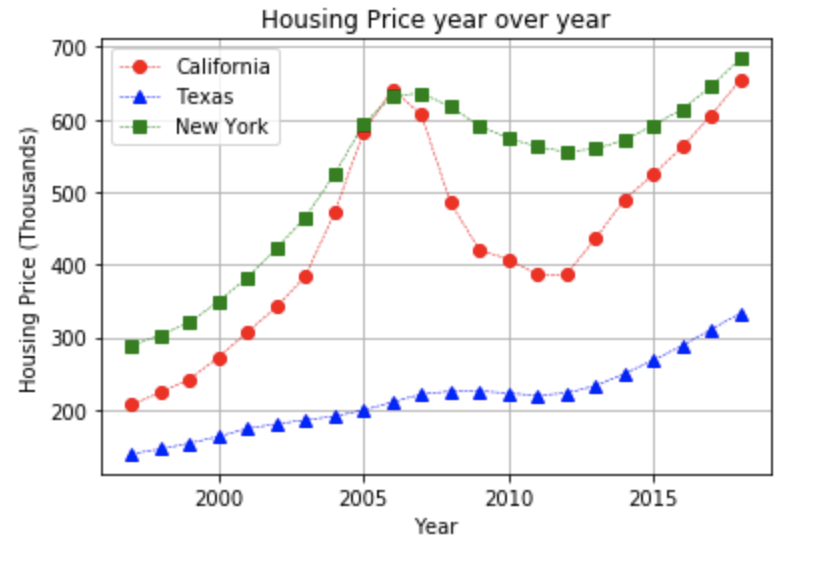 Housing Price year over year
California
Texas
New York
700
600
500
400
300
200
Housing Price (Thousands)
2000
2005
2010
2015
Year